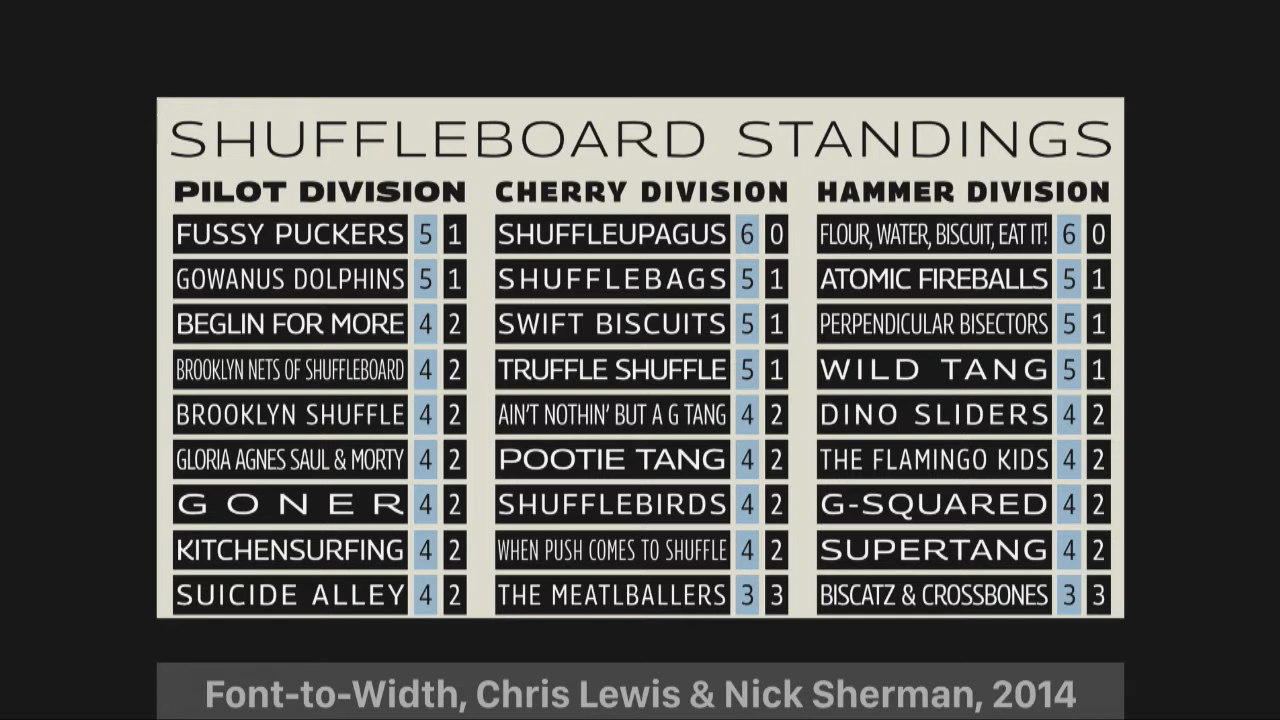 SHUFFLEBOARD STANDINGS
PILOT DIVISION
FUSSY PUCKERS 5 1
GOWANUS DOLPHINS 5 1
BEGLIN FOR MORE 4 2
BROOKLYN NETS OF SHUFFLEBOARD 4 2
BROOKLYN SHUFFLE 4 2
GLORIA AGNES SAUL & MORTY 4 2
GONER 4 2
KITCHENSURFING 4 2
SUICIDE ALLEY 4 2
CHERRY DIVISION
SHUFFLEUPAGUS 6 0
SHUFFLEBAGS 5 1
SWIFT BISCUITS 5 1
TRUFFLE SHUFFLE 5 1
AIN'T NOTHIN' BUT A G TANG 4 2
POOTIE TANG 4 2
SHUFFLEBIRDS 4 2
WHEN PUSH COMES TO SHUFFLE 4 2
THE MEATLBALLERS 3 3
HAMMER DIVISION
FLOUR, WATER, BISCUIT, EAT IT! 6 0
ATOMIC FIREBALLS 5 1
PERPENDICULAR BISECTORS 5 1
WILD TANG 5 1
DINO SLIDERS 4 2
THE FLAMINGO KIDS 4 2
G-SQUARED 4 2
SUPERTANG 4 2
BISCATZ & CROSSBONES 3 3
Font-to-Width, Chris Lewis & Nick Sherman, 2014